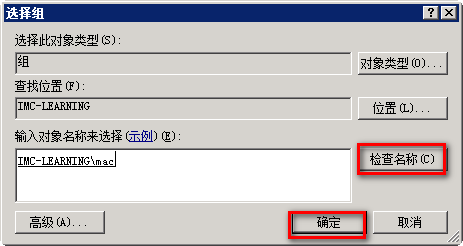 选择组
选择此对象类型(S):
组
对象类型(O)...
查找位置(F):
IMC-LEARNING
位置(L)...
输入对象名称来选择(示例)(E):
IMC-LEARNING\mac
检查名称(C)
高级(A)...
确定
取消